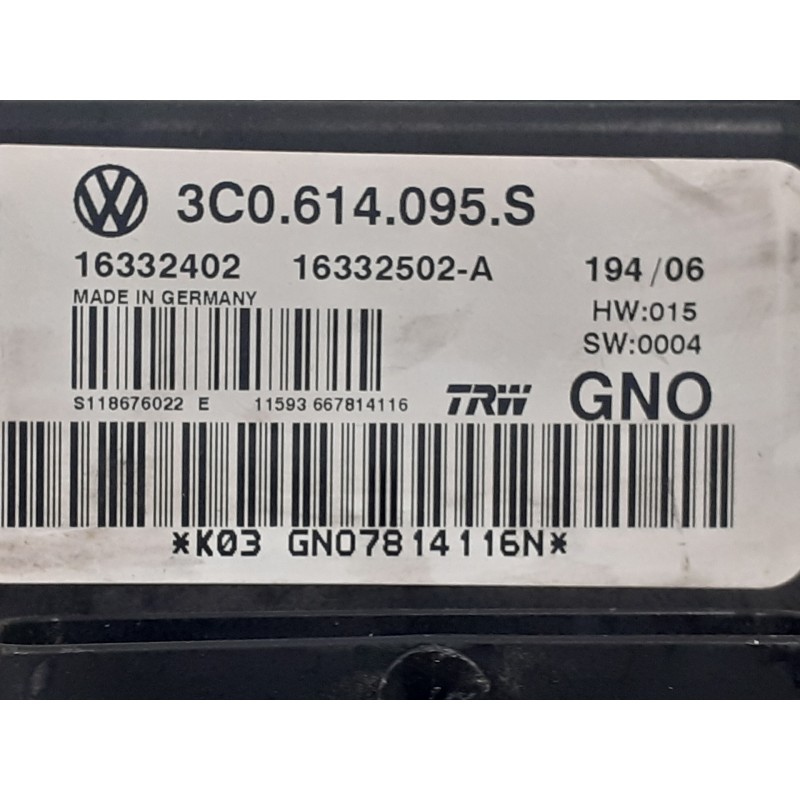 3C0.614.095.S
16332402 16332502-A 194/06
MADE IN GERMANY HW:015
SW:0004
S118676022 E 11593 667814116 TRW GNO
*K03 GNO7814116N*